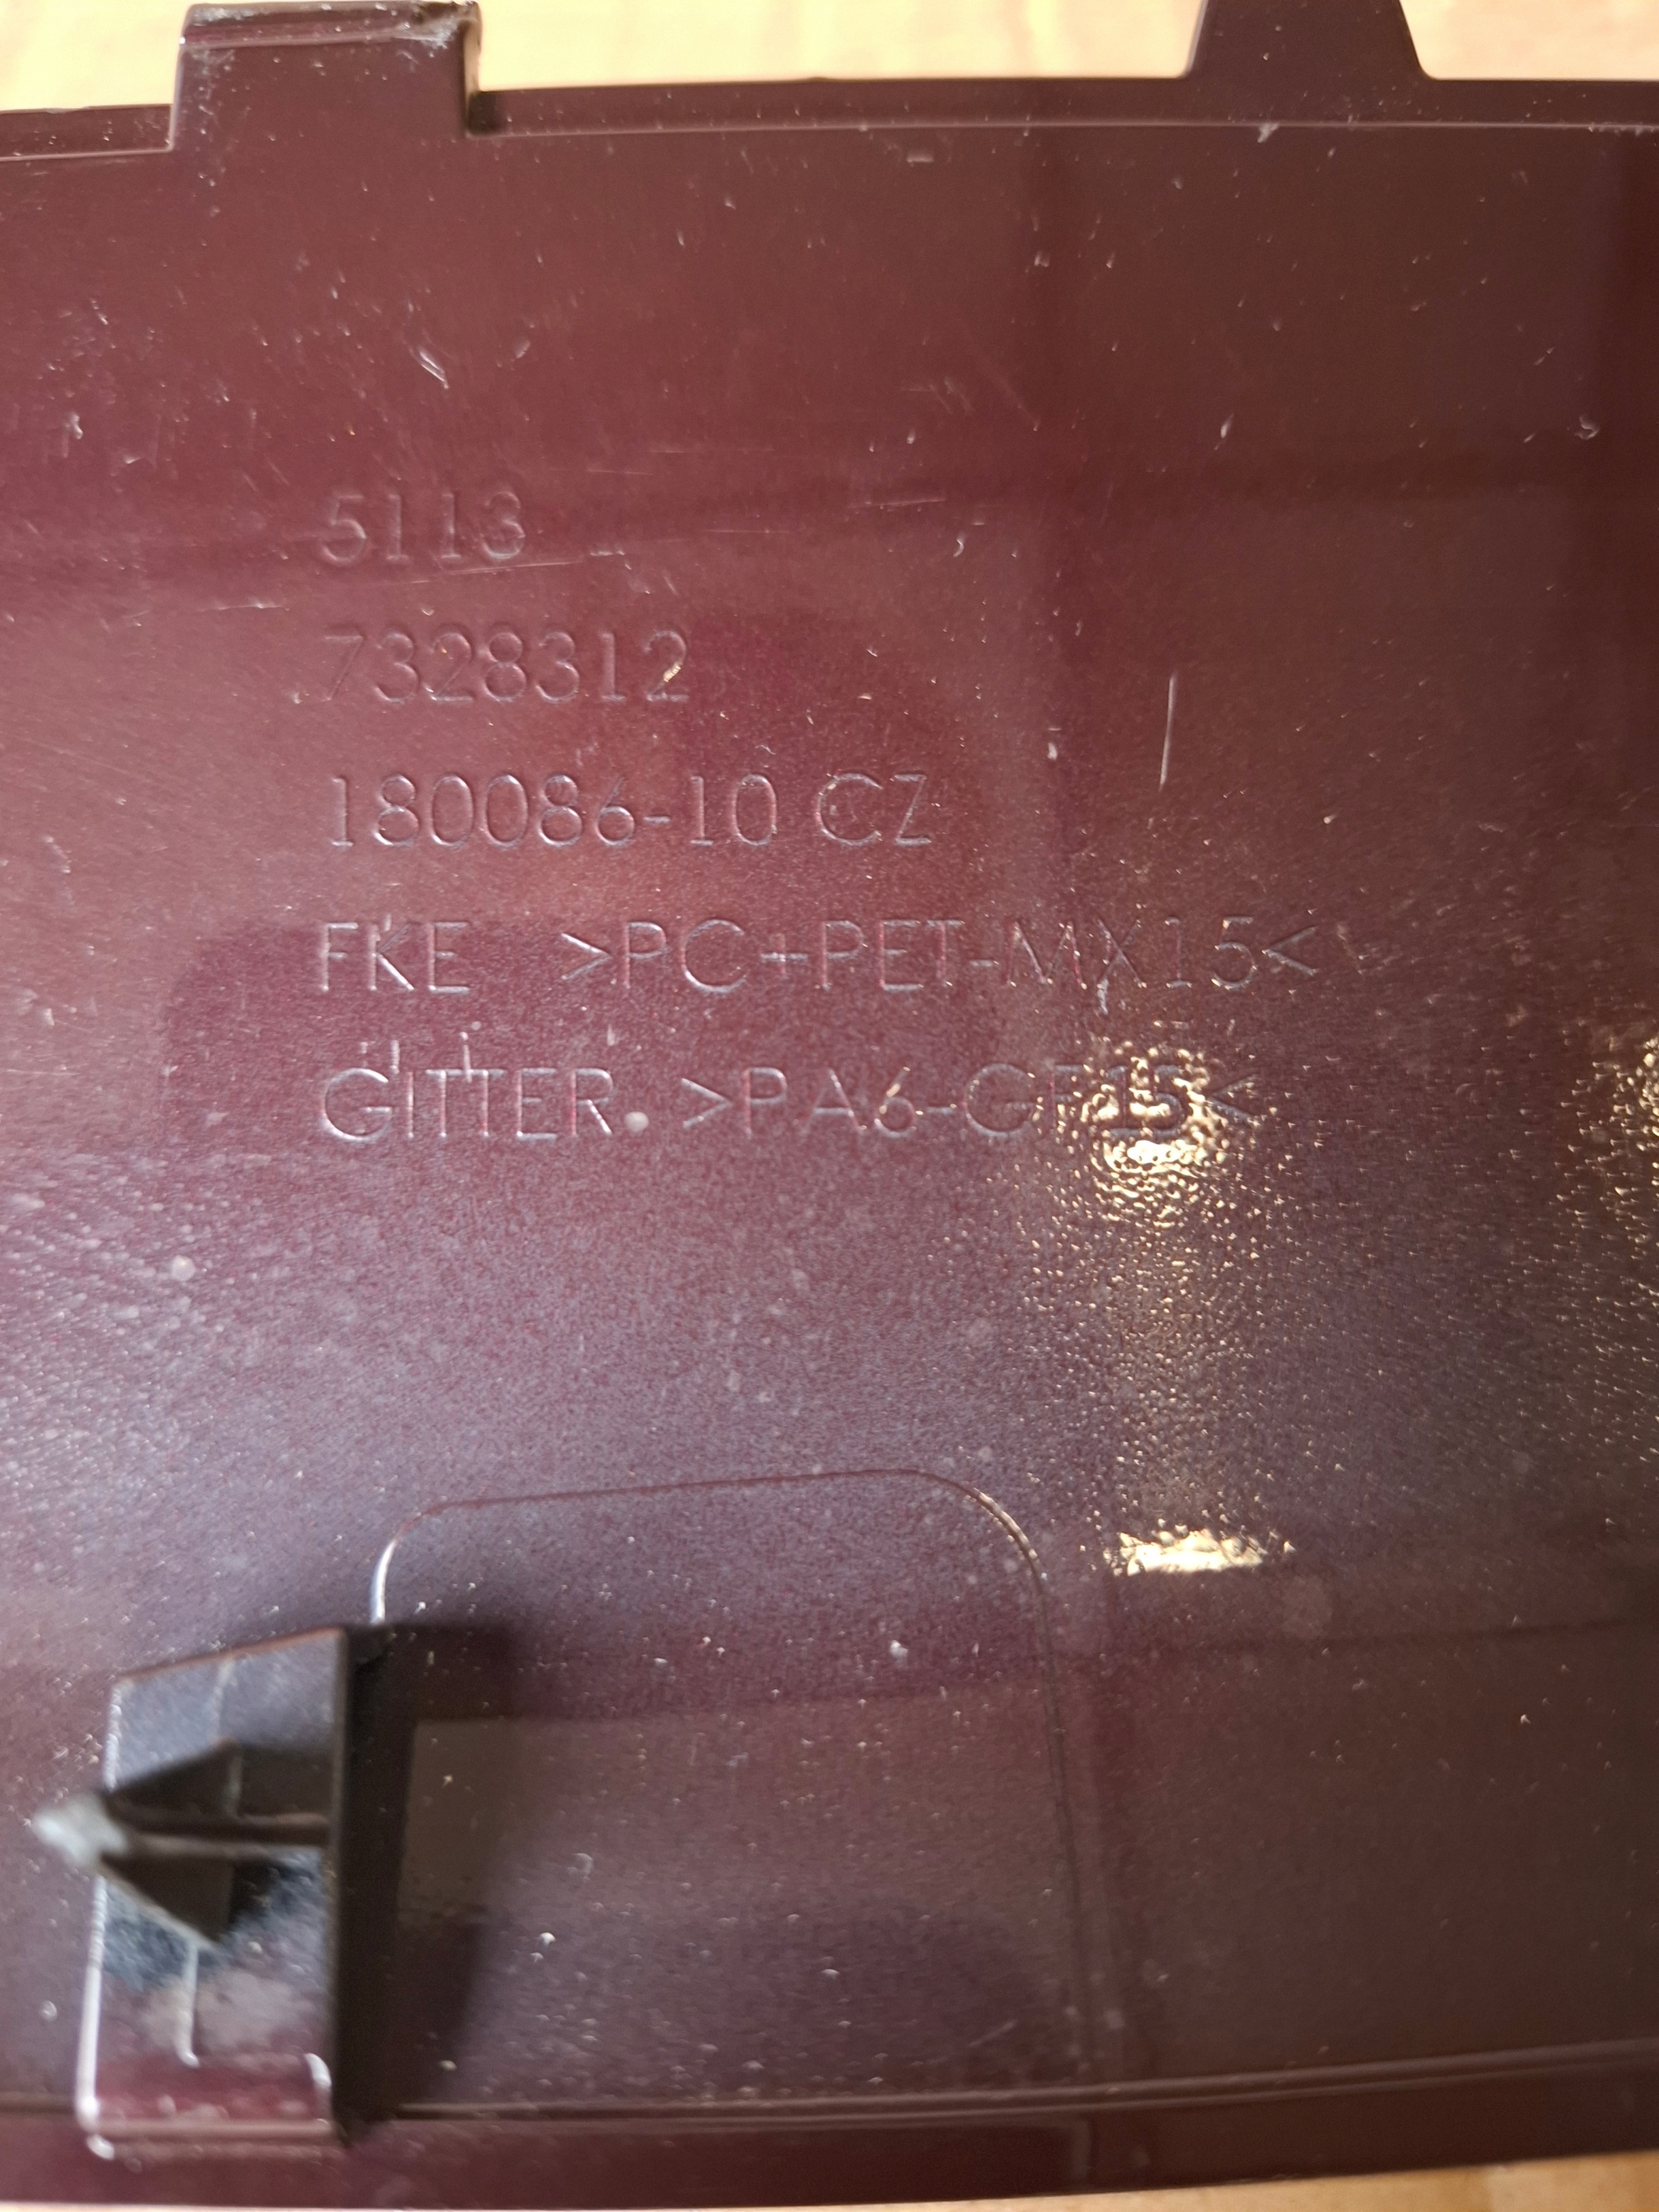 5113
7328312
180086-10 CZ
FKE >PC+PET-MX15<
GITTER >PA6-GF15<